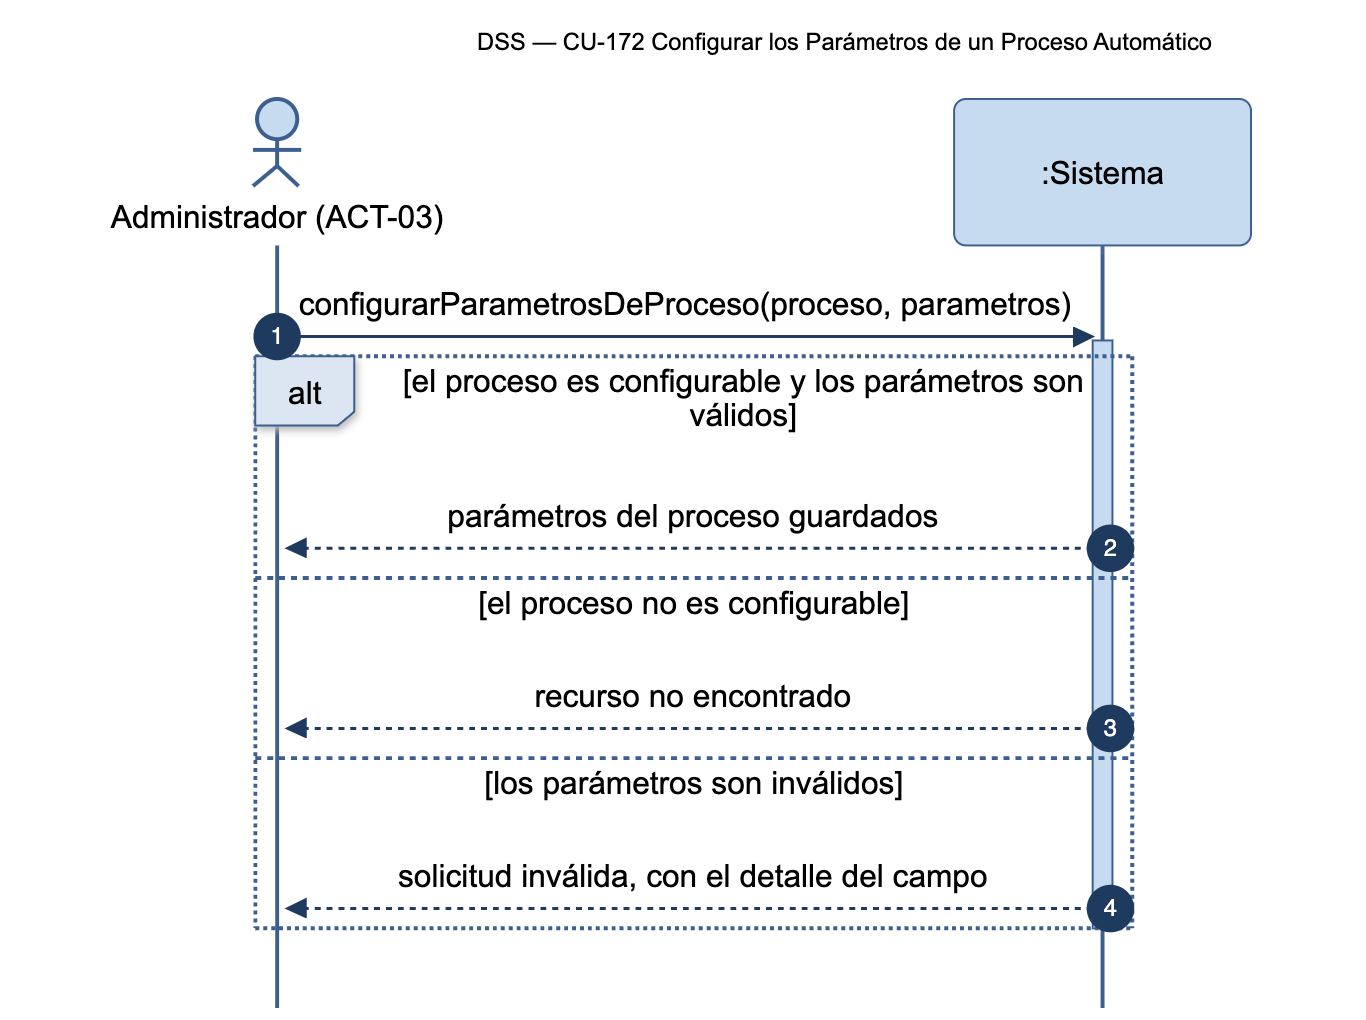 DSS — CU-172 Configurar los Parámetros de un Proceso Automático
:Sistema
Administrador (ACT-03)
configurarParametrosDeProceso(proceso, parametros)
1
alt
[el proceso es configurable y los parámetros son
válidos]
parámetros del proceso guardados
2
[el proceso no es configurable]
recurso no encontrado
3
[los parámetros son inválidos]
solicitud inválida, con el detalle del campo
4